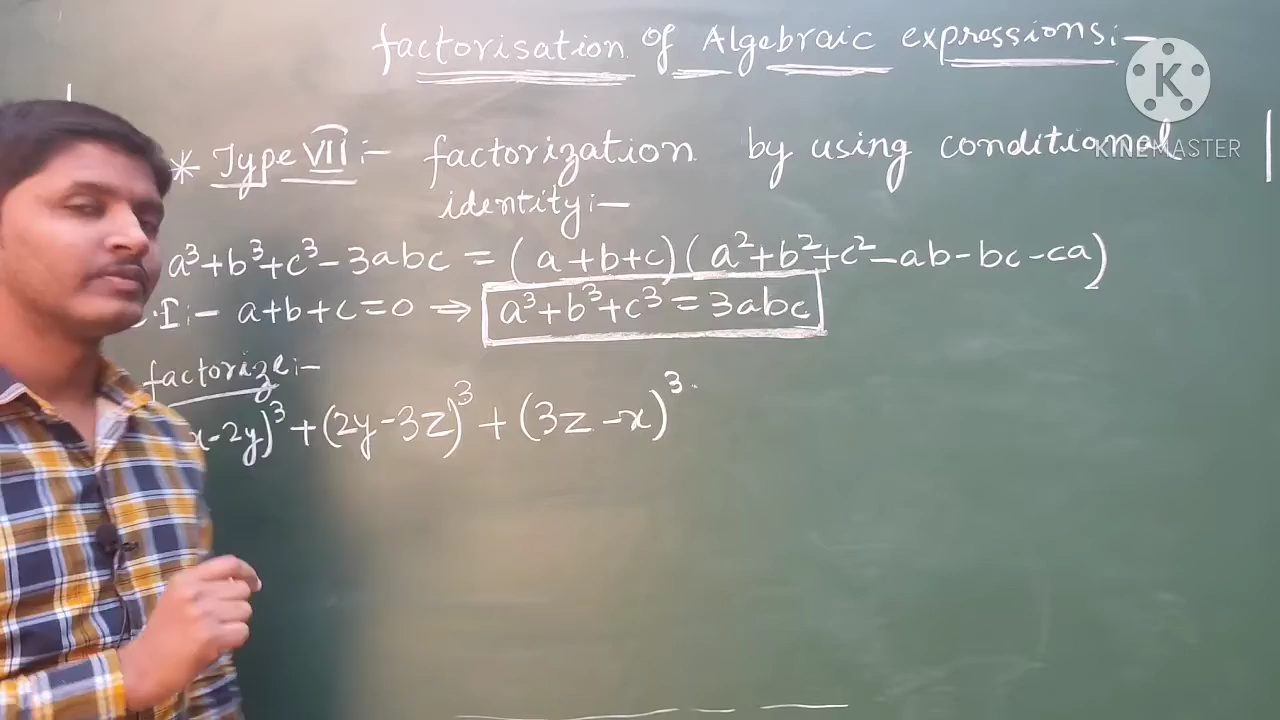 factorisation of Algebraic expressions:-
K
KINEMASTER
* Type VII:- factorization by using conditional
identity:-
a³+b³+c³-3abc = (a+b+c)(a²+b²+c²-ab-bc-ca)
.I:- a+b+c=0 ⇒ a³+b³+c³=3abc
factorize:-
x-2y)³+(2y-3z)³+(3z-x)³